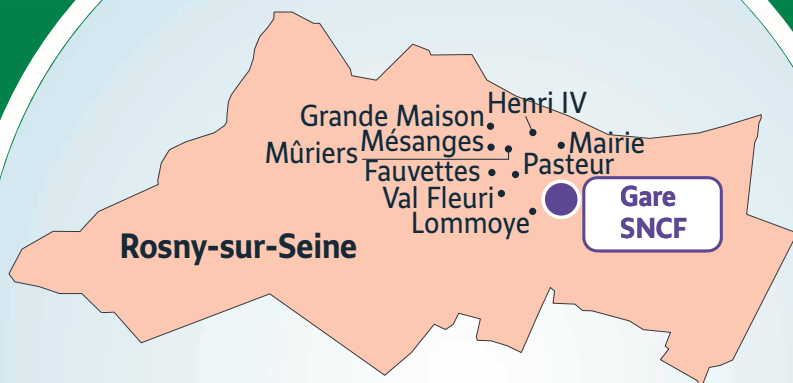 Henri IV
Grande Maison
Mairie
Mésanges
Mûriers
Pasteur
Fauvettes
Val Fleuri
Gare
SNCF
Lommoye
Rosny-sur-Seine